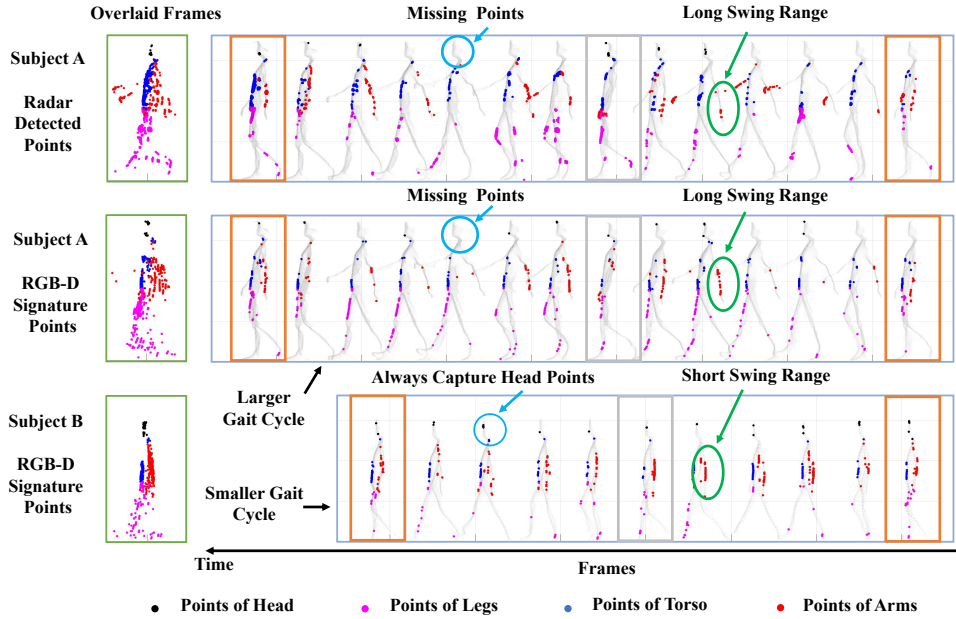 Overlaid Frames
Missing Points
Long Swing Range
Subject A
Radar
Detected
Points
Missing Points
Long Swing Range
Subject A
RGB-D
Signature
Points
Larger
Gait Cycle
Always Capture Head Points
Short Swing Range
Subject B
RGB-D
Signature
Points
Smaller Gait
Cycle
Time
Frames
Points of Head
Points of Legs
Points of Torso
Points of Arms